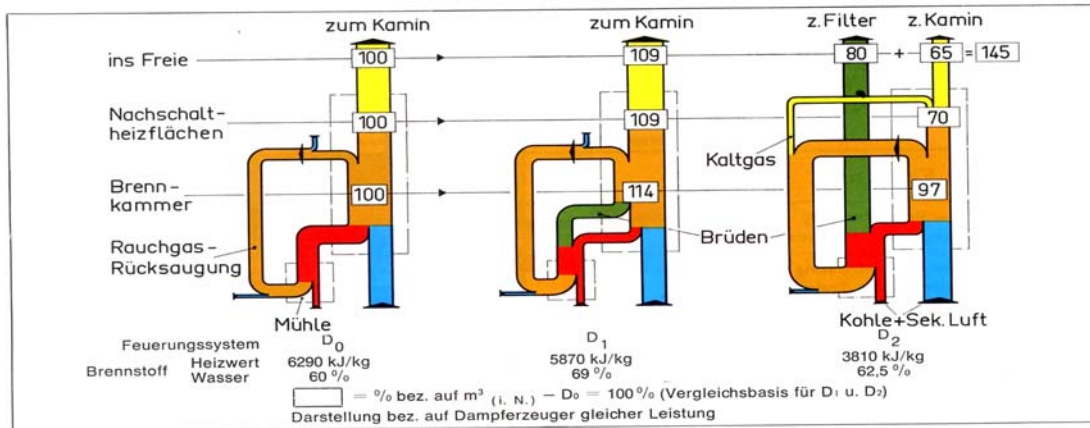 zum Kamin zum Kamin z. Filter z. Kamin
ins Freie 100 109 80 + 65 = 145
Nachschalt-
heizflächen 100 109 70
Kaltgas
Brenn-
kammer 100 114 97
Rauchgas-
Rücksaugung
Brüden
Mühle
Kohle+Sek. Luft
Feuerungssystem D0 D1 D2
Brennstoff Heizwert 6290 kJ/kg 5870 kJ/kg 3810 kJ/kg
Wasser 60 % 69 % 62,5 %
= % bez. auf m³ (i. N.) – D0 = 100 % (Vergleichsbasis für D1 u. D2)
Darstellung bez. auf Dampferzeuger gleicher Leistung